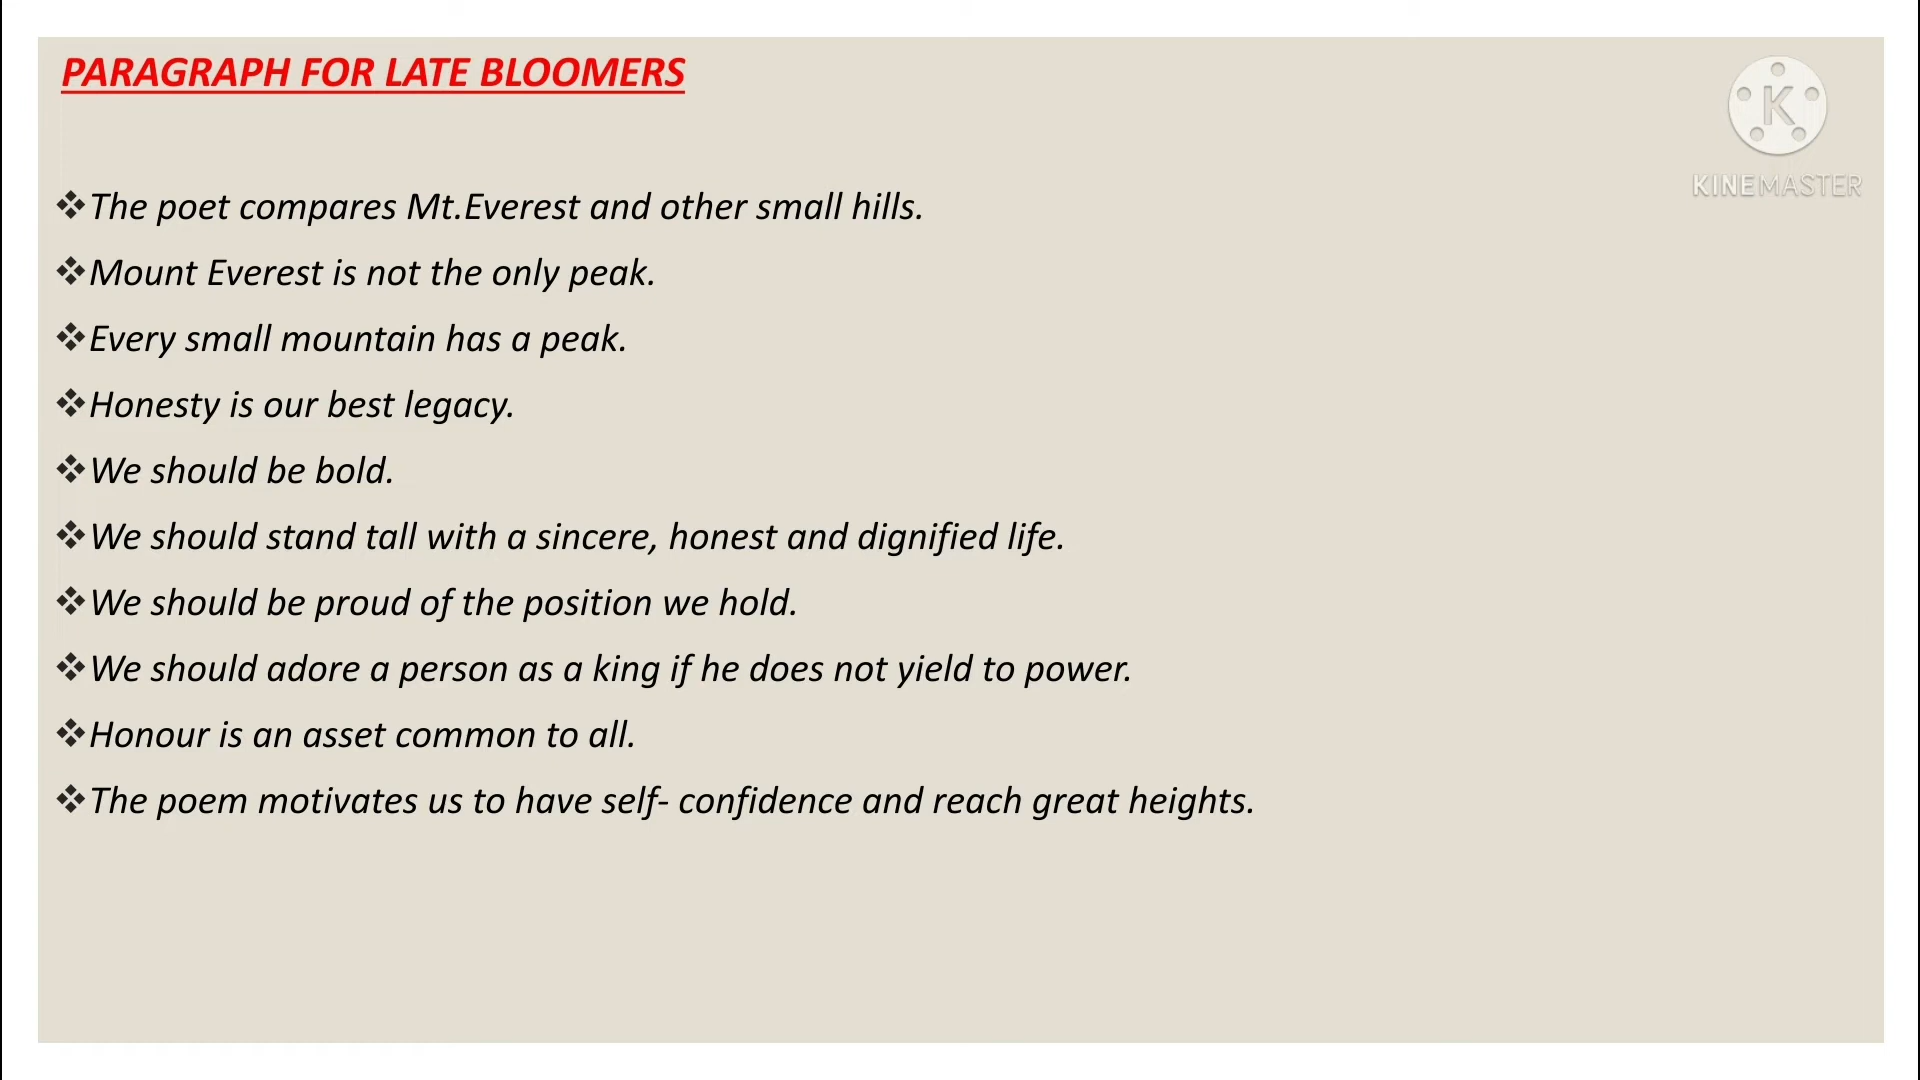 PARAGRAPH FOR LATE BLOOMERS
KINEMASTER
❖The poet compares Mt.Everest and other small hills.
❖Mount Everest is not the only peak.
❖Every small mountain has a peak.
❖Honesty is our best legacy.
❖We should be bold.
❖We should stand tall with a sincere, honest and dignified life.
❖We should be proud of the position we hold.
❖We should adore a person as a king if he does not yield to power.
❖Honour is an asset common to all.
❖The poem motivates us to have self- confidence and reach great heights.